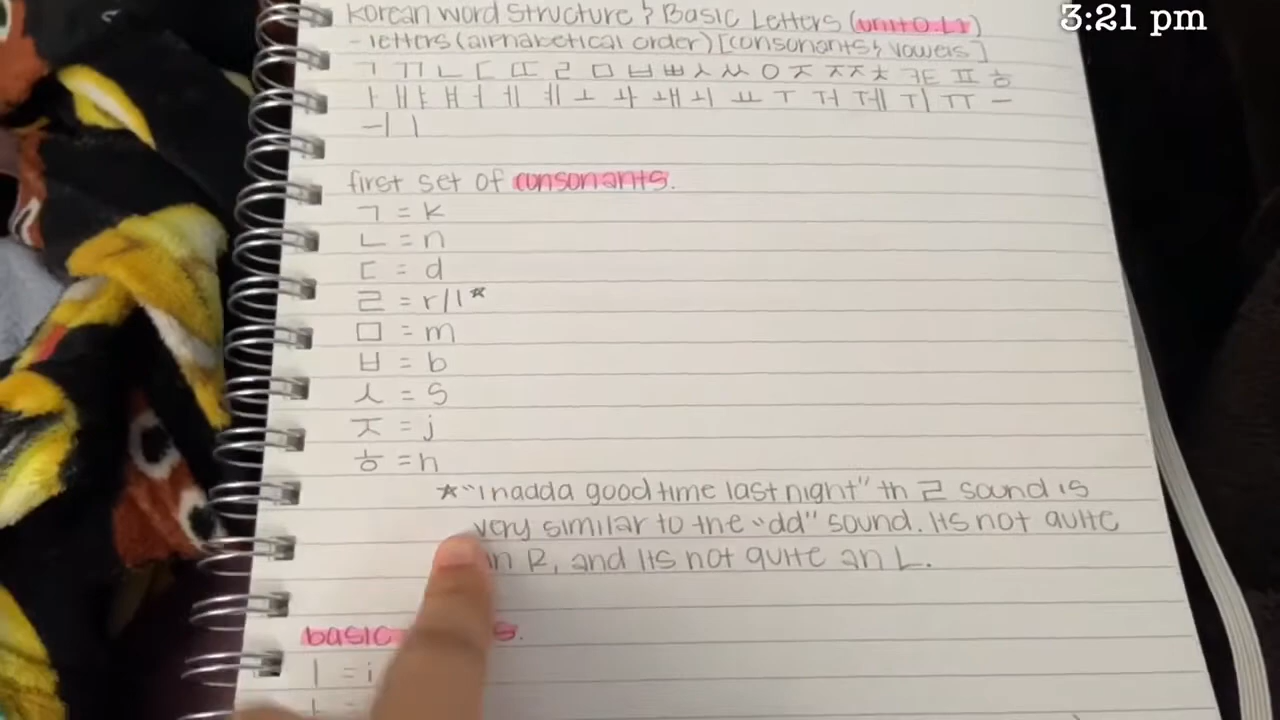 Korean Word Structure & Basic Letters (unit 0. L1)
3:21 pm
- letters (alphabetical order) [consonants & vowels]
ㄱ ㄲ ㄴ ㄷ ㄸ ㄹ ㅁ ㅂ ㅃ ㅅ ㅆ ㅇ ㅈ ㅉ ㅊ ㅋ ㅌ ㅍ ㅎ
ㅏ ㅐ ㅑ ㅒ ㅓ ㅔ ㅖ ㅗ ㅘ ㅙ ㅚ ㅛ ㅜ ㅝ ㅞ ㅟ ㅠ ㅡ
ㅢ ㅣ
first set of consonants.
ㄱ = k
ㄴ = n
ㄷ = d
ㄹ = r/l*
ㅁ = m
ㅂ = b
ㅅ = s
ㅈ = j
ㅎ = h
*"i hadda good time last night" th ㄹ sound is
very similar to the "dd" sound. Its not quite
an R, and its not quite an L.
basic
ㅣ = i